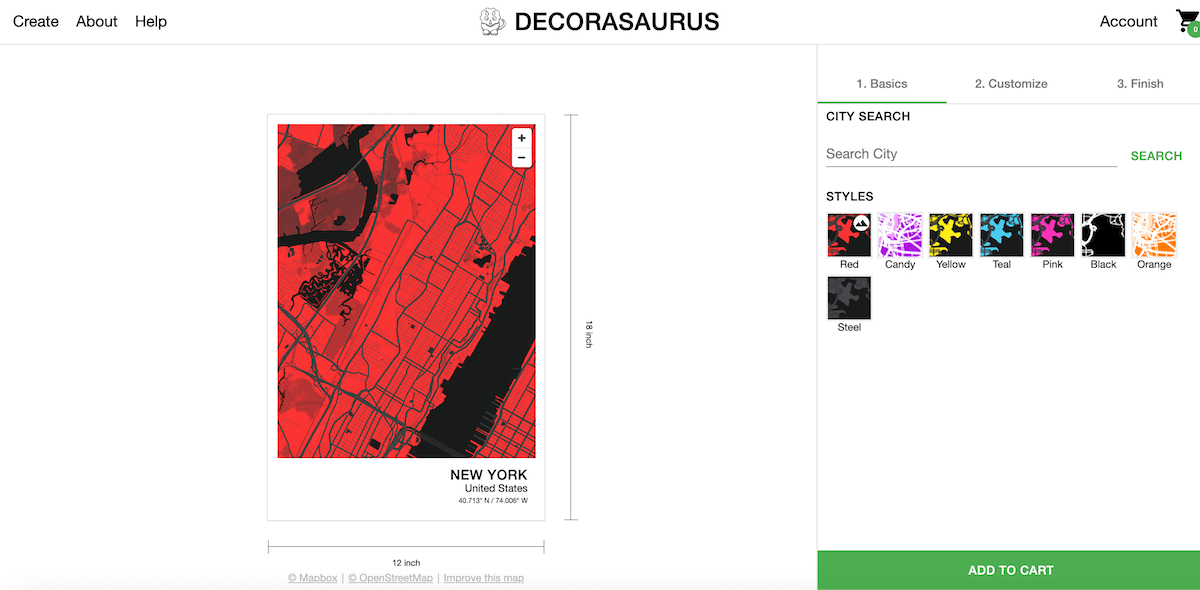 Create About Help
DECORASAURUS
Account
0
1. Basics 2. Customize 3. Finish
CITY SEARCH
Search City SEARCH
STYLES
Red Candy Yellow Teal Pink Black Orange
Steel
+
−
18 inch
NEW YORK
United States
40.713° N / 74.006° W
12 inch
© Mapbox | © OpenStreetMap | Improve this map
ADD TO CART